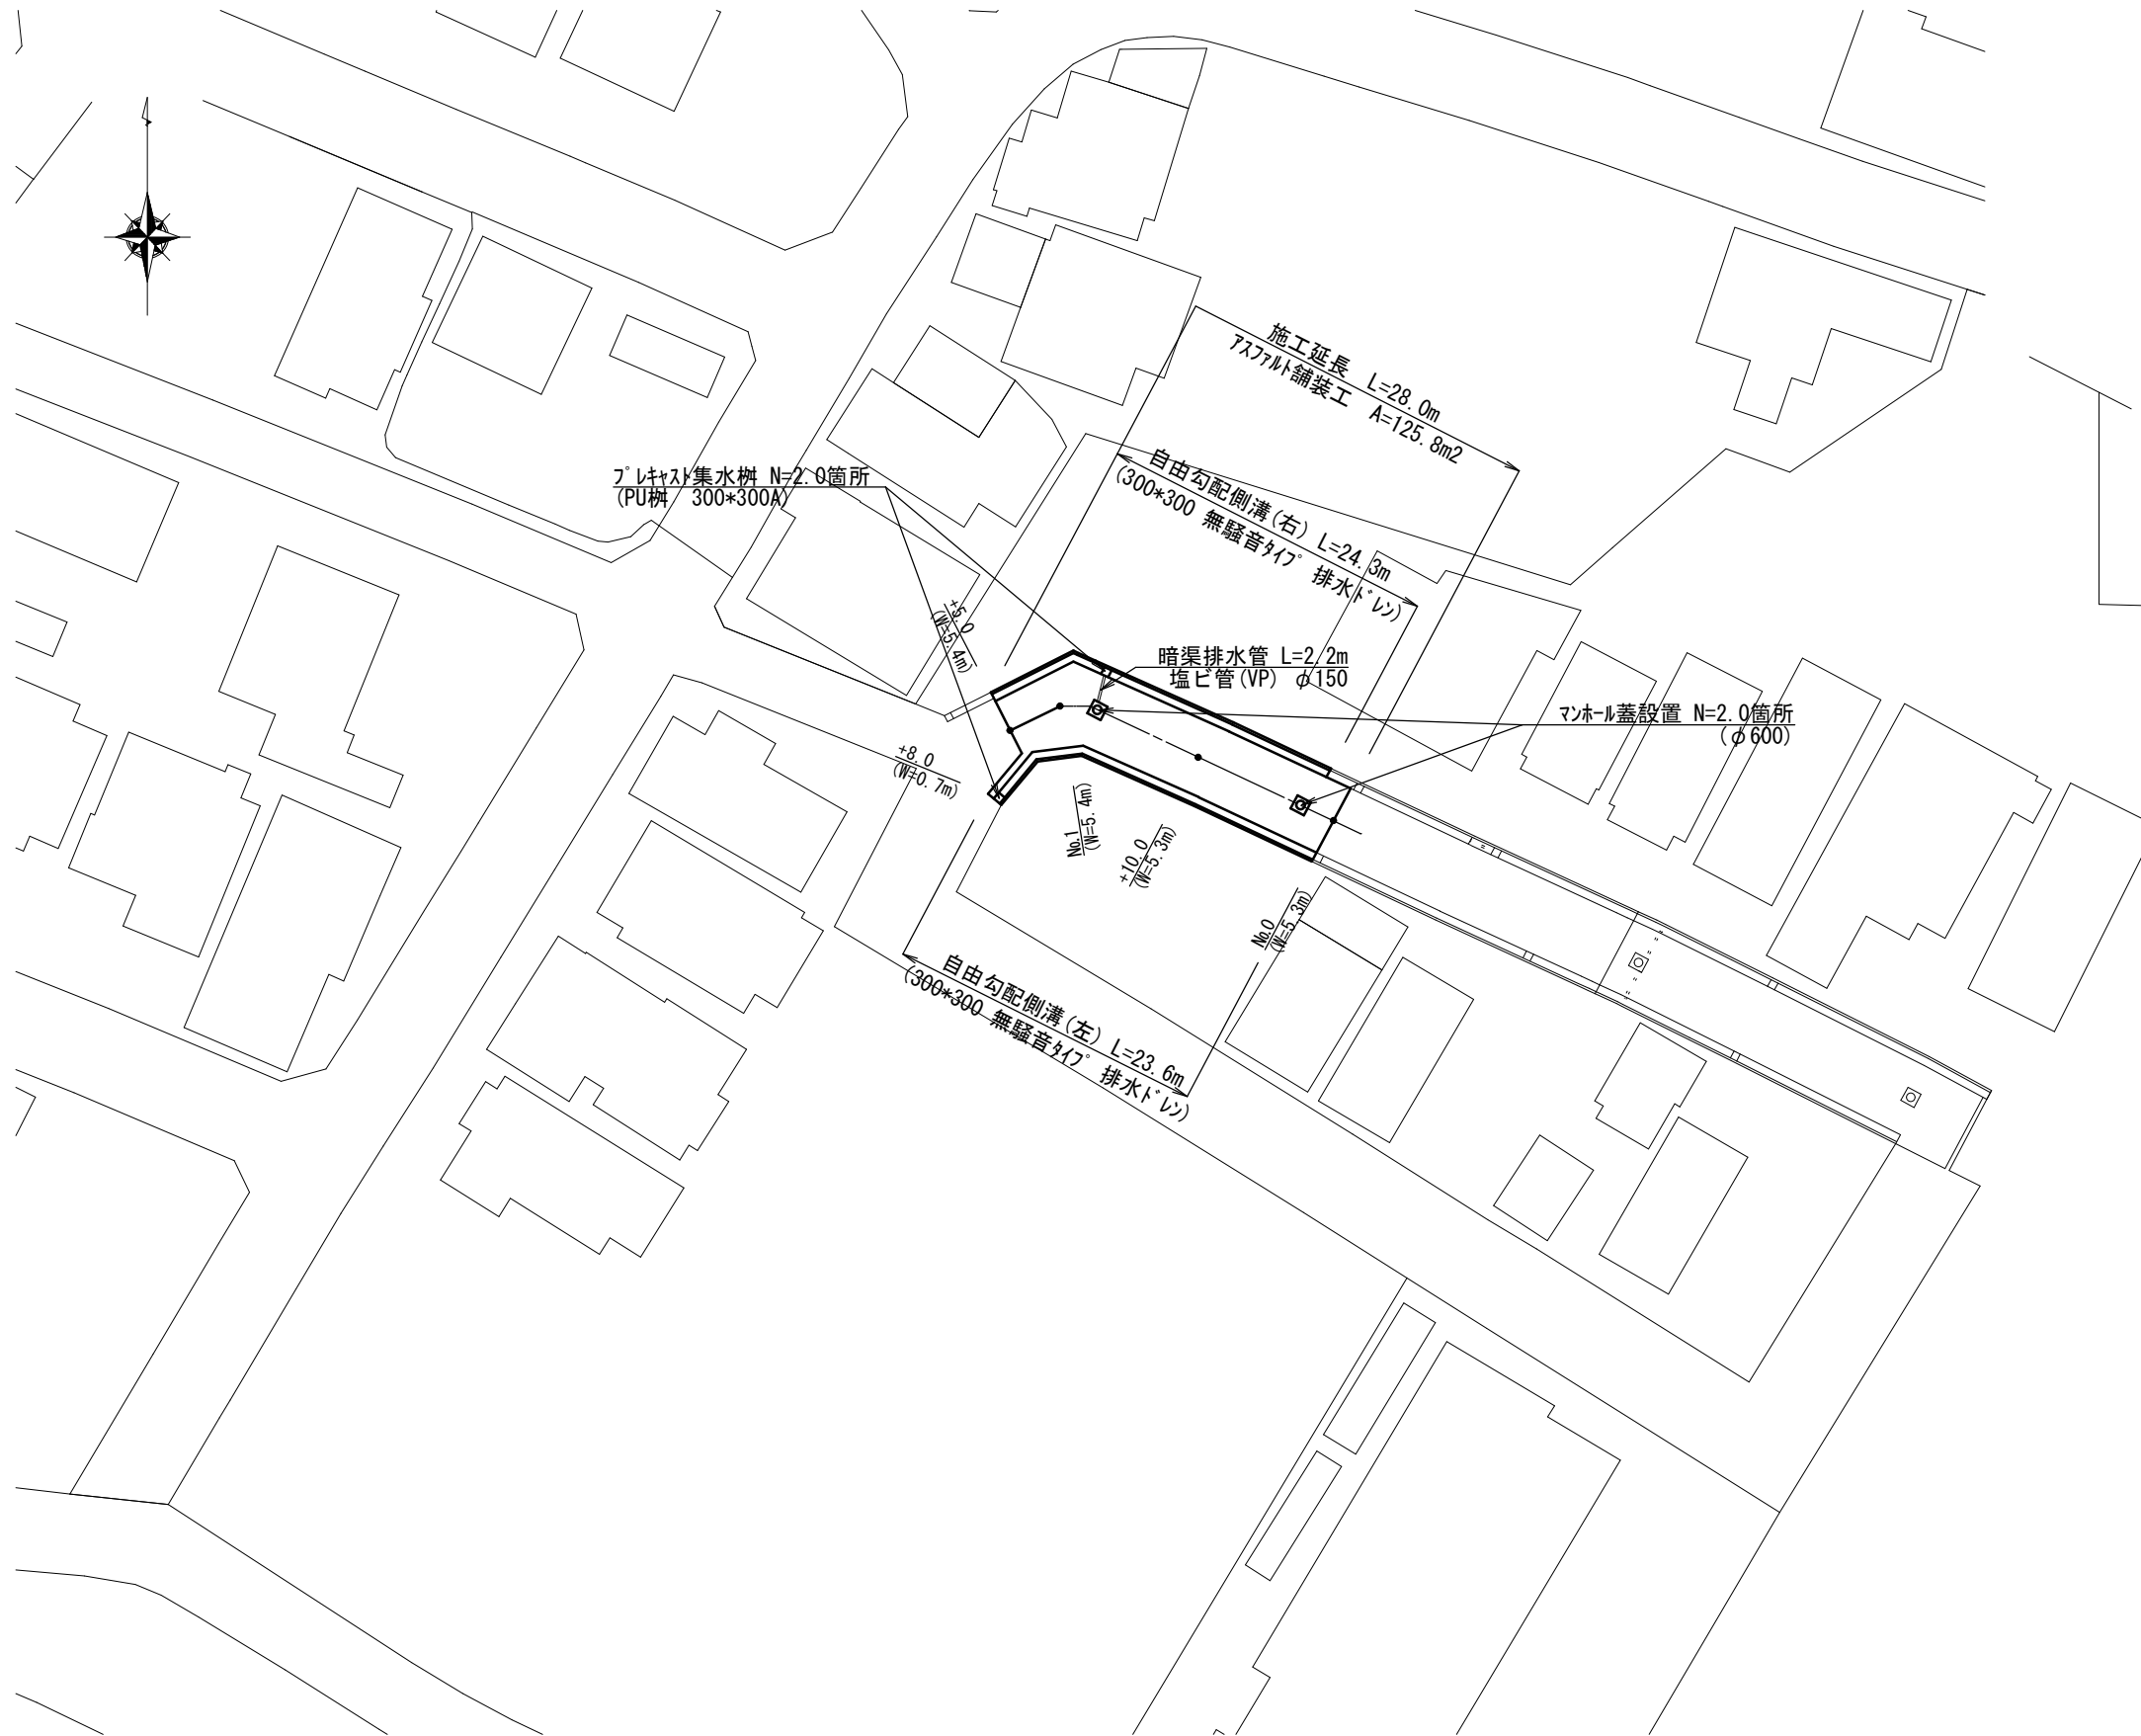 施工延長 L=28.0m
アスファルト舗装工 A=125.8m2
自由勾配側溝(右) L=24.3m
(300*300 無騒音タイプ 排水ドレン)
プレキャスト集水桝 N=2.0箇所
(PU桝 300*300A)
+5.0
(W=5.4m)
暗渠排水管 L=2.2m
塩ビ管(VP) φ150
マンホール蓋設置 N=2.0箇所
(φ600)
+8.0
(W=0.7m)
No.1
(W=5.4m)
+10.0
(W=5.3m)
No.0
(W=5.3m)
自由勾配側溝(左) L=23.6m
(300*300 無騒音タイプ 排水ドレン)